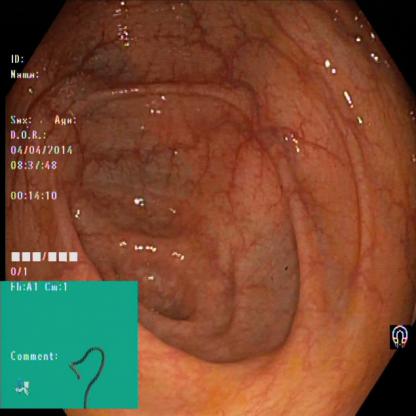 ID:
Name:
Sex: Age:
D.O.B.:
04/04/2014
08:37:48
00:14:10
■■■/■■■
0/1
Eh:A1 Cm:1
Comment: